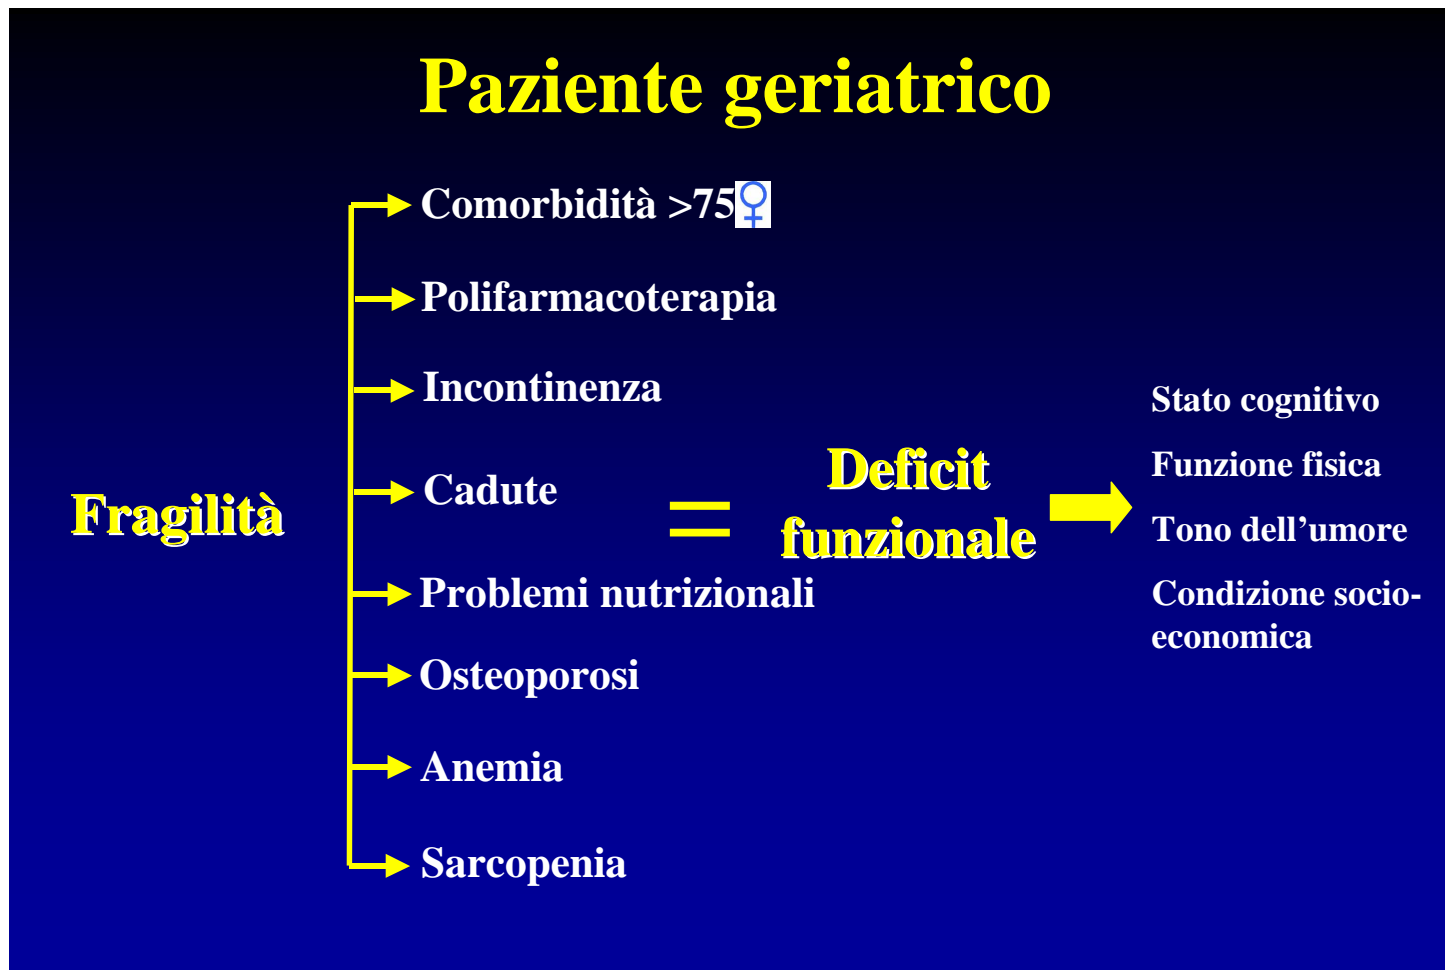 Paziente geriatrico
Comorbidità >75♀
Polifarmacoterapia
Incontinenza
Cadute
Problemi nutrizionali
Osteoporosi
Anemia
Sarcopenia
Fragilità
=
Deficit
funzionale
Stato cognitivo
Funzione fisica
Tono dell’umore
Condizione socio-
economica